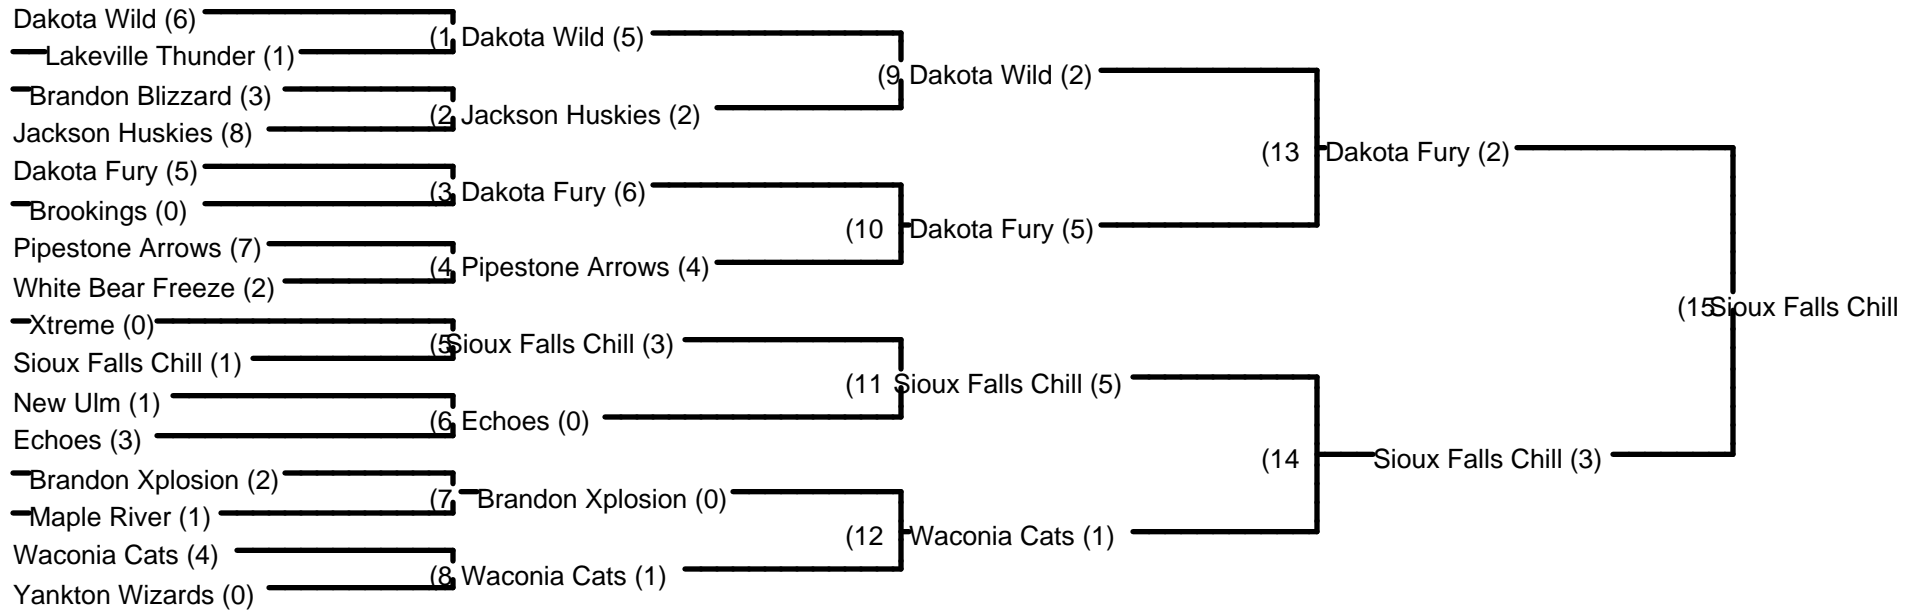 Dakota Wild (6)
Lakeville Thunder (1)
Brandon Blizzard (3)
Jackson Huskies (8)
Dakota Fury (5)
Brookings (0)
Pipestone Arrows (7)
White Bear Freeze (2)
Xtreme (0)
Sioux Falls Chill (1)
New Ulm (1)
Echoes (3)
Brandon Xplosion (2)
Maple River (1)
Waconia Cats (4)
Yankton Wizards (0)
(1 Dakota Wild (5)
(2 Jackson Huskies (2)
(3 Dakota Fury (6)
(4 Pipestone Arrows (4)
(5 Sioux Falls Chill (3)
(6 Echoes (0)
(7 Brandon Xplosion (0)
(8 Waconia Cats (1)
(9 Dakota Wild (2)
(10 Dakota Fury (5)
(11 Sioux Falls Chill (5)
(12 Waconia Cats (1)
(13 Dakota Fury (2)
(14 Sioux Falls Chill (3)
(15 Sioux Falls Chill